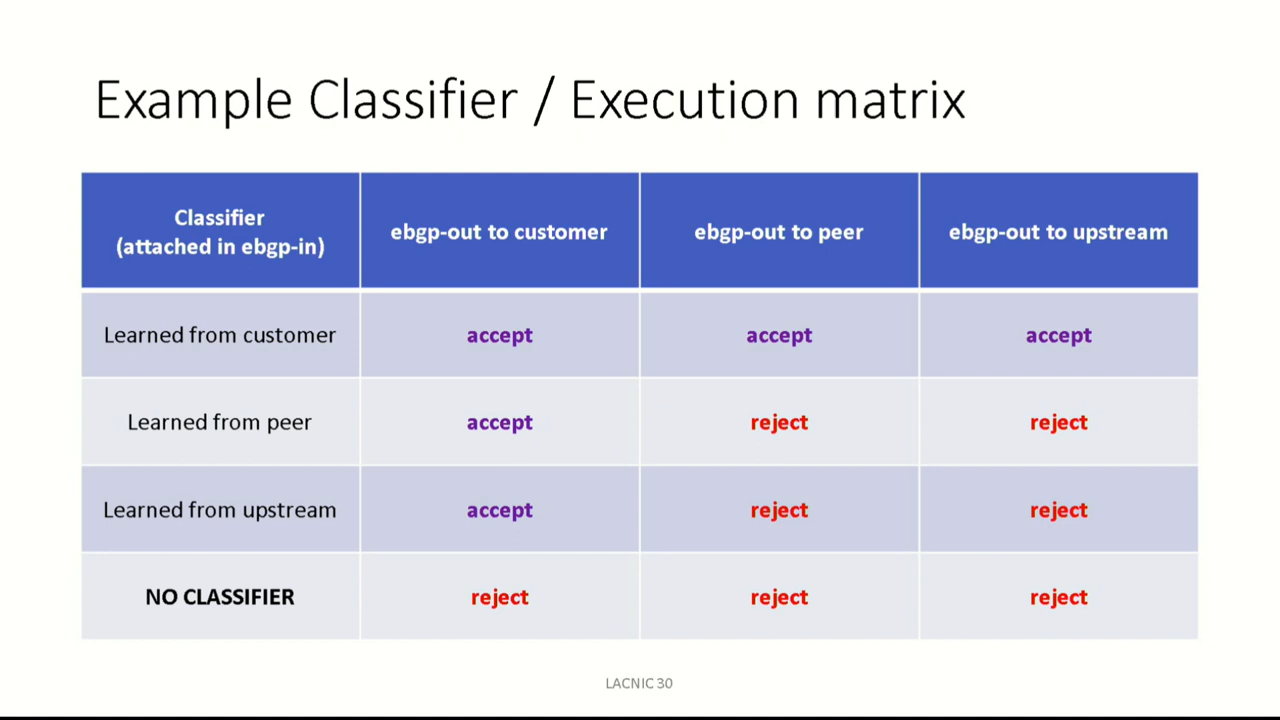 Example Classifier / Execution matrix
Classifier
(attached in ebgp-in)
ebgp-out to customer
ebgp-out to peer
ebgp-out to upstream
Learned from customer
accept
accept
accept
Learned from peer
accept
reject
reject
Learned from upstream
accept
reject
reject
NO CLASSIFIER
reject
reject
reject
LACNIC 30